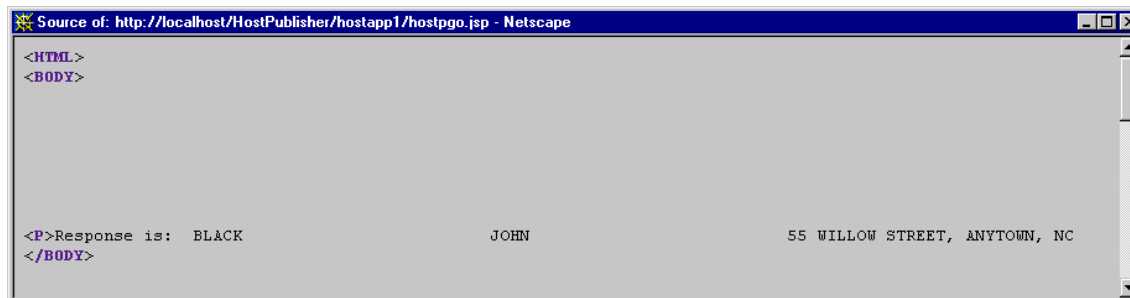 Source of: http://localhost/HostPublisher/hostapp1/hostpgo.jsp - Netscape
<HTML>
<BODY>
<P>Response is:  BLACK                         JOHN                          55 WILLOW STREET, ANYTOWN, NC
</BODY>